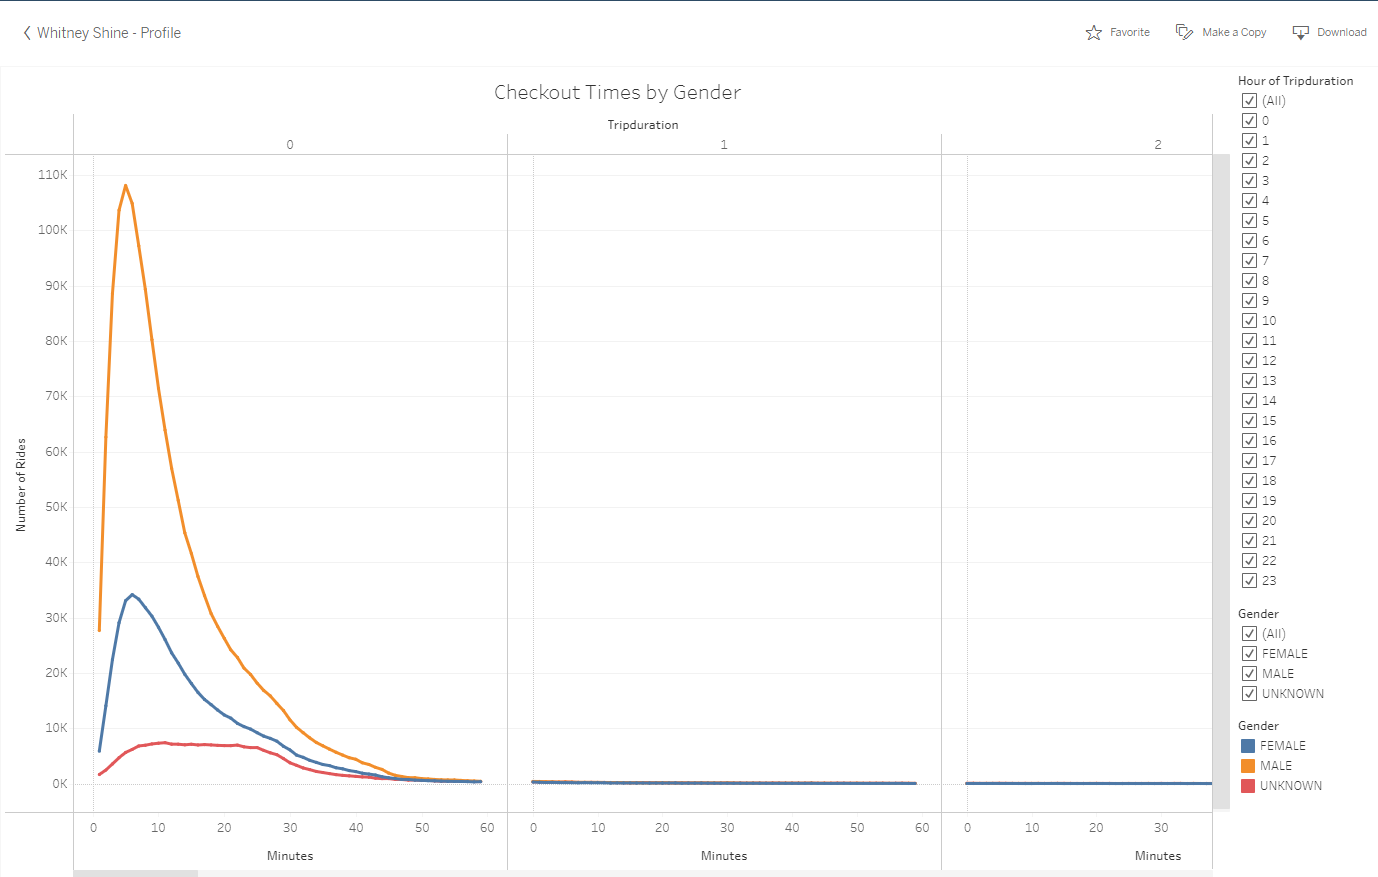 Whitney Shine - Profile
Favorite
Make a Copy
Download
Checkout Times by Gender
Tripduration
0
1
2
110K
100K
90K
80K
70K
60K
50K
40K
30K
20K
10K
0K
Number of Rides
0 10 20 30 40 50 60
0 10 20 30 40 50 60
0 10 20 30
Minutes
Minutes
Minutes
Hour of Tripduration
(All)
0
1
2
3
4
5
6
7
8
9
10
11
12
13
14
15
16
17
18
19
20
21
22
23
Gender
(All)
FEMALE
MALE
UNKNOWN
Gender
FEMALE
MALE
UNKNOWN